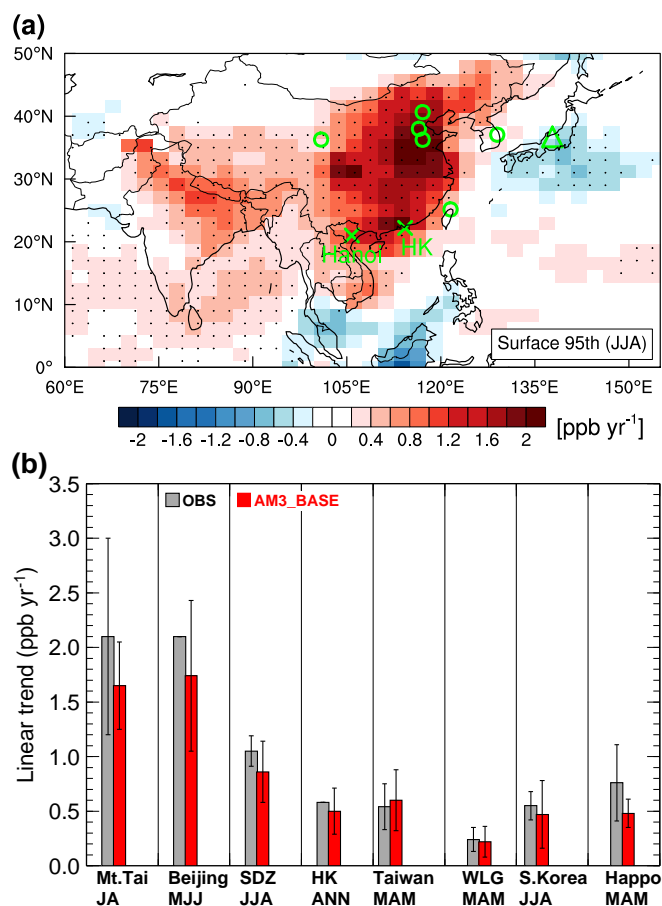 (a)
50°N
40°N
30°N
20°N
10°N
0°
Hanoi
HK
Surface 95th (JJA)
60°E 75°E 90°E 105°E 120°E 135°E 150°E
-2 -1.6 -1.2 -0.8 -0.4 0 0.4 0.8 1.2 1.6 2
[ppb yr⁻¹]
(b)
Linear trend (ppb yr⁻¹)
3.5
3.0
2.5
2.0
1.5
1.0
0.5
0.0
OBS AM3_BASE
Mt.Tai Beijing SDZ HK Taiwan WLG S.Korea Happo
JA MJJ JJA ANN MAM MAM JJA MAM